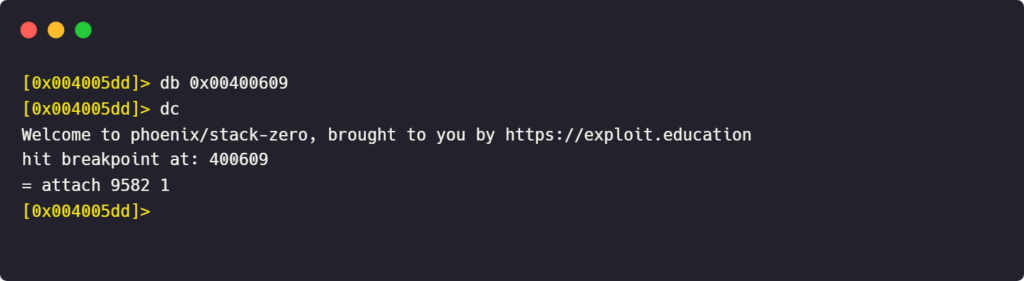 [0x004005dd]> db 0x00400609
[0x004005dd]> dc
Welcome to phoenix/stack-zero, brought to you by https://exploit.education
hit breakpoint at: 400609
= attach 9582 1
[0x004005dd]>